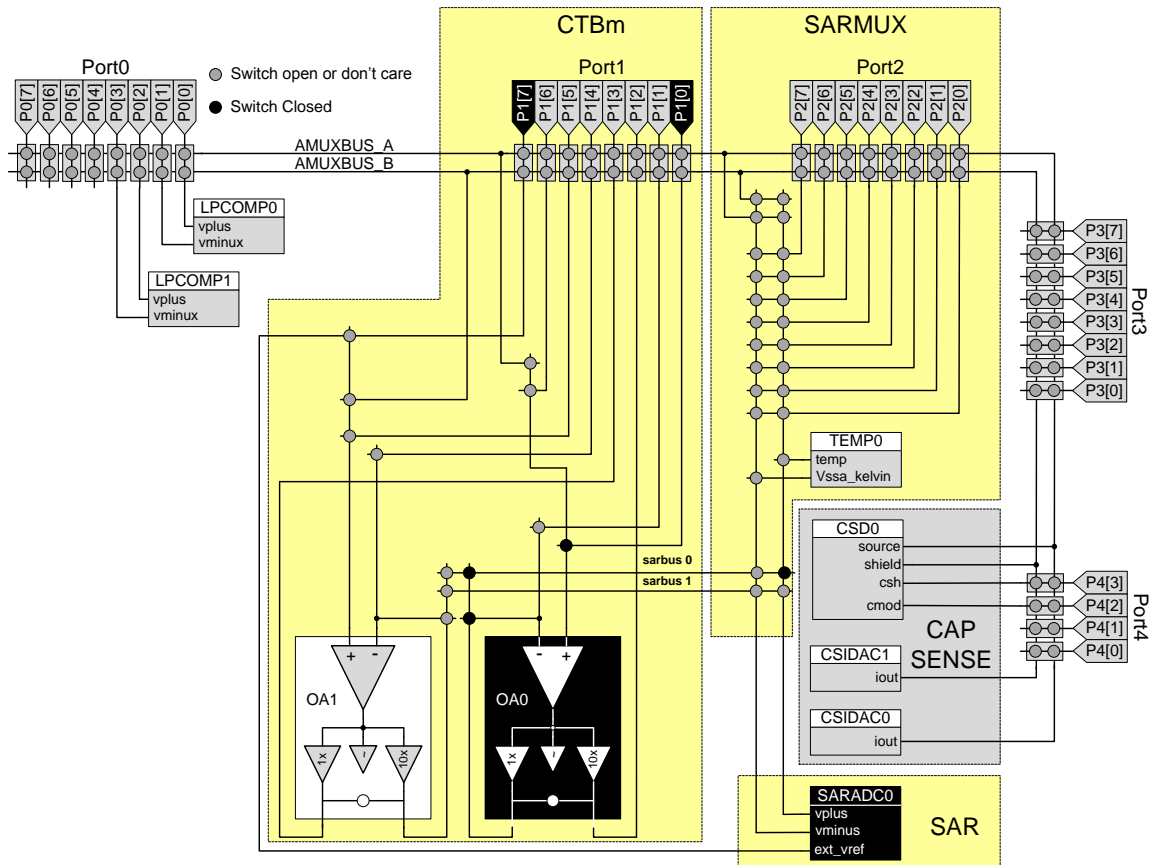 CTBm
SARMUX
Port0
Switch open or don't care
Switch Closed
Port1
Port2
P0[7]
P0[6]
P0[5]
P0[4]
P0[3]
P0[2]
P0[1]
P0[0]
P1[7]
P1[6]
P1[5]
P1[4]
P1[3]
P1[2]
P1[1]
P1[0]
P2[7]
P2[6]
P2[5]
P2[4]
P2[3]
P2[2]
P2[1]
P2[0]
AMUXBUS_A
AMUXBUS_B
LPCOMP0
vplus
vminux
LPCOMP1
vplus
vminux
P3[7]
P3[6]
P3[5]
P3[4]
P3[3]
P3[2]
P3[1]
P3[0]
Port3
TEMP0
temp
Vssa_kelvin
CSD0
source
shield
csh
cmod
sarbus 0
sarbus 1
P4[3]
P4[2]
P4[1]
P4[0]
Port4
CAP
SENSE
CSIDAC1
iout
CSIDAC0
iout
+ -
OA1
1x
~
10x
- +
OA0
1x
~
10x
SARADC0
vplus
vminus
ext_vref
SAR